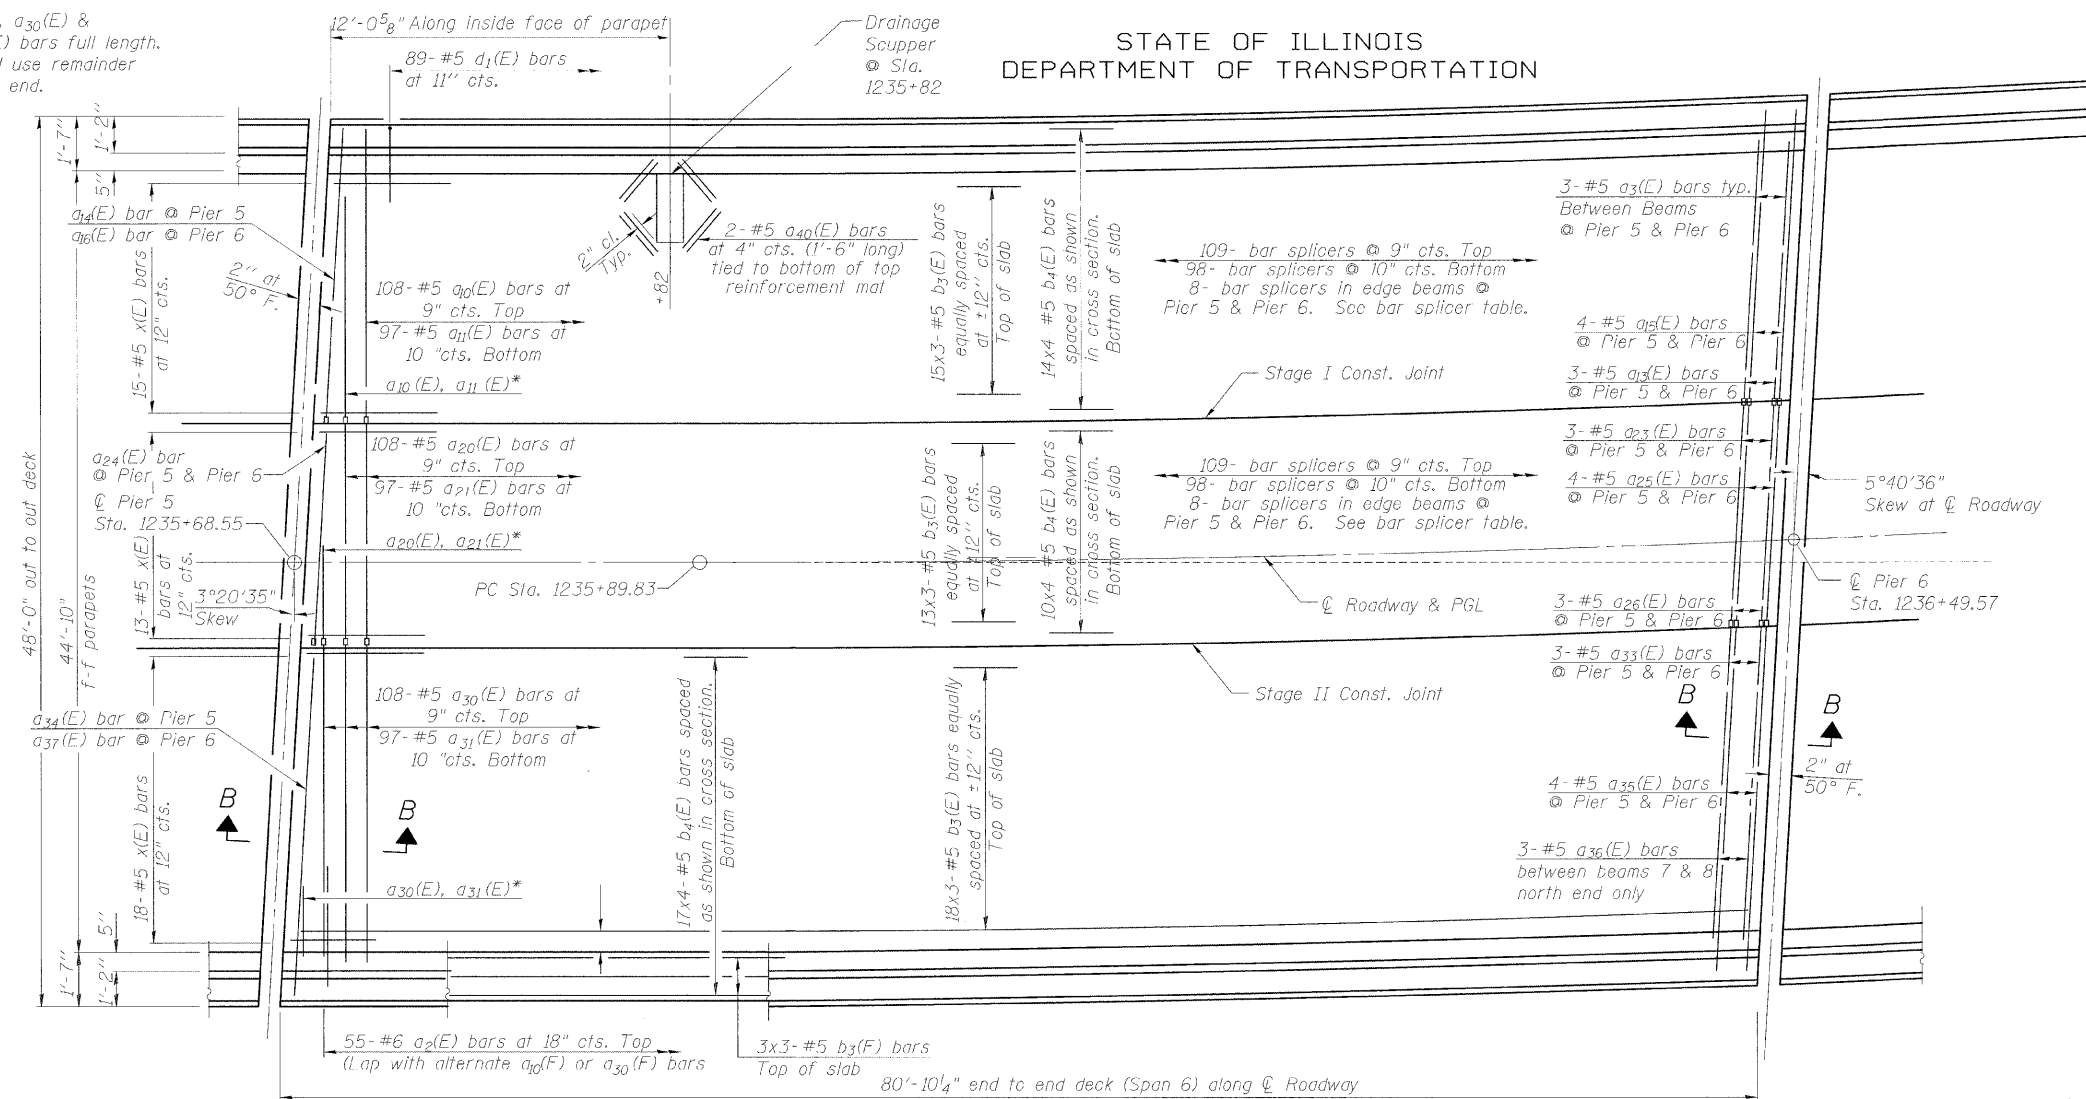 a30(E) &
bars full length.
use remainder
end.
12'-0 5/8" Along inside face of parapet
89-#5 d1(E) bars
at 11" cts.
Drainage
Scupper
@ Sta.
1235+82
STATE OF ILLINOIS
DEPARTMENT OF TRANSPORTATION
1'-7"
1'-2"
5"
48'-0" out to out deck
44'-10"
f-f parapets
a14(E) bar @ Pier 5
a16(E) bar @ Pier 6
15-#5 x(E) bars
at 12" cts.
2" at
50° F.
108-#5 a10(E) bars at
9" cts. Top
97-#5 a11(E) bars at
10 "cts. Bottom
a10(E), a11(E)*
2" cl.
Typ.
+82
2-#5 a40(E) bars
at 4" cts. (1'-6" long)
tied to bottom of top
reinforcement mat
15x3-#5 b3(E) bars
equally spaced
at ±12" cts.
Top of slab
14x4-#5 b4(E) bars
spaced as shown
in cross section.
Bottom of slab
109- bar splicers @ 9" cts. Top
98- bar splicers @ 10" cts. Bottom
8- bar splicers in edge beams @
Pier 5 & Pier 6. See bar splicer table.
3-#5 a3(E) bars typ.
Between Beams
@ Pier 5 & Pier 6
4-#5 a15(E) bars
@ Pier 5 & Pier 6
3-#5 a13(E) bars
@ Pier 5 & Pier 6
Stage I Const. Joint
a24(E) bar
@ Pier 5 & Pier 6
℄ Pier 5
Sta. 1235+68.55
13-#5 x(E)
bars at
12" cts.
3°20'35"
Skew
108-#5 a20(E) bars at
9" cts. Top
97-#5 a21(E) bars at
10 "cts. Bottom
a20(E), a21(E)*
PC Sta. 1235+89.83
13x3-#5 b3(E) bars
equally spaced
at ±12" cts.
Top of slab
10x4-#5 b4(E) bars
spaced as shown
in cross section.
Bottom of slab
109- bar splicers @ 9" cts. Top
98- bar splicers @ 10" cts. Bottom
8- bar splicers in edge beams @
Pier 5 & Pier 6. See bar splicer table.
3-#5 a23(E) bars
@ Pier 5 & Pier 6
4-#5 a25(E) bars
@ Pier 5 & Pier 6
5°40'36"
Skew at ℄ Roadway
℄ Roadway & PGL
℄ Pier 6
Sta. 1236+49.57
3-#5 a26(E) bars
@ Pier 5 & Pier 6
3-#5 a33(E) bars
@ Pier 5 & Pier 6
Stage II Const. Joint
a34(E) bar @ Pier 5
a37(E) bar @ Pier 6
108-#5 a30(E) bars at
9" cts. Top
97-#5 a31(E) bars at
10 "cts. Bottom
18-#5 x(E) bars
at 12" cts.
B
B
a30(E), a31(E)*
17x4-#5 b4(E) bars spaced
as shown in cross section.
Bottom of slab
18x3-#5 b3(E) bars equally
spaced at ±12" cts.
Top of slab
B
B
2" at
50° F.
4-#5 a35(E) bars
@ Pier 5 & Pier 6
3-#5 a36(E) bars
between beams 7 & 8
north end only
5"
1'-7"
1'-2"
55-#6 a2(E) bars at 18" cts. Top
(Lap with alternate a10(E) or a30(E) bars
3x3-#5 b3(E) bars
Top of slab
80'-10 1/4" end to end deck (Span 6) along ℄ Roadway